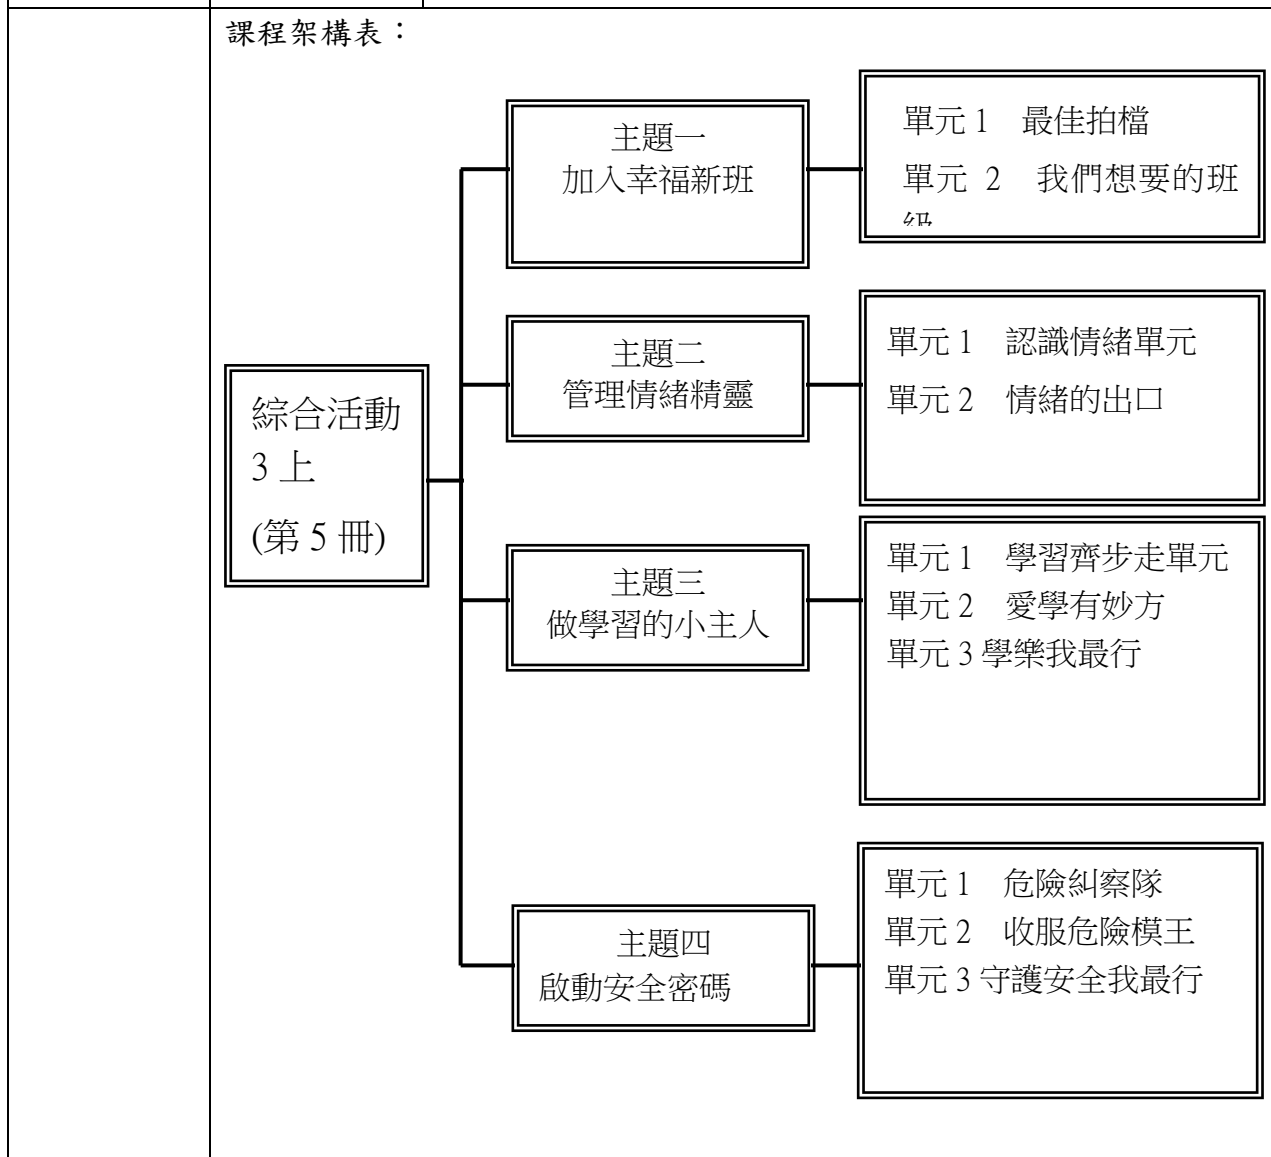 課程架構表：
綜合活動
3上
(第5冊)
主題一
加入幸福新班
單元1　最佳拍檔
單元 2　我們想要的班
主題二
管理情緒精靈
單元1　認識情緒單元
單元2　情緒的出口
主題三
做學習的小主人
單元1　學習齊步走單元
單元2　愛學有妙方
單元3學樂我最行
主題四
啟動安全密碼
單元1　危險糾察隊
單元2　收服危險模王
單元3守護安全我最行